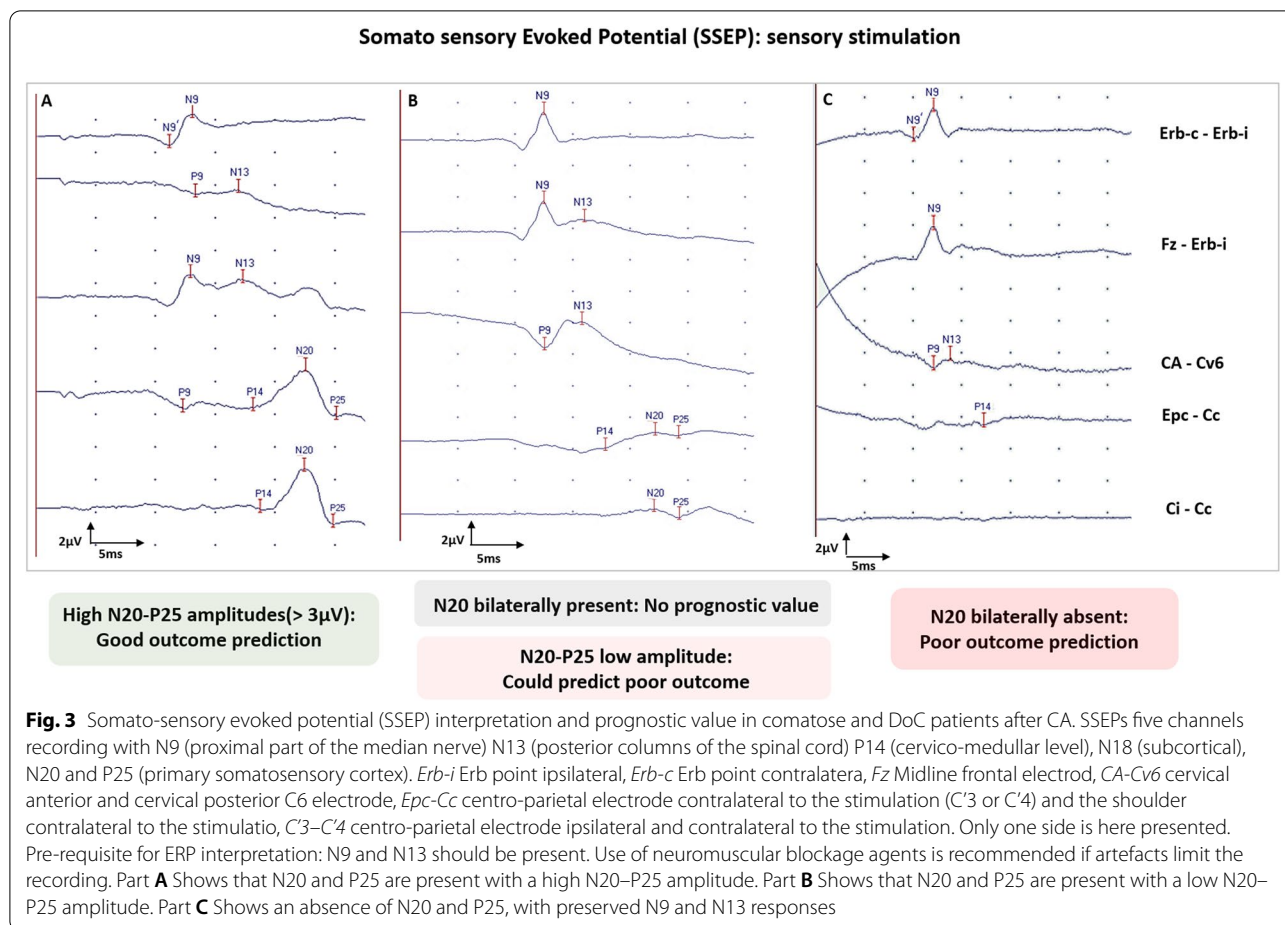 Somato sensory Evoked Potential (SSEP): sensory stimulation
A
N9
N9'
P9
N13
N9
N13
N20
P9
P14
P25
N20
P14
P25
2µV
5ms
B
N9
N9
N13
N13
P9
N20
P14
P25
N20
P25
2µV
5ms
C
N9
N9'
N9
N13
P9
P14
2µV
5ms
Erb-c - Erb-i
Fz - Erb-i
CA - Cv6
Epc - Cc
Ci - Cc
High N20-P25 amplitudes(> 3µV):
Good outcome prediction
N20 bilaterally present: No prognostic value
N20-P25 low amplitude:
Could predict poor outcome
N20 bilaterally absent:
Poor outcome prediction
Fig. 3 Somato-sensory evoked potential (SSEP) interpretation and prognostic value in comatose and DoC patients after CA. SSEPs five channels
recording with N9 (proximal part of the median nerve) N13 (posterior columns of the spinal cord) P14 (cervico-medullar level), N18 (subcortical),
N20 and P25 (primary somatosensory cortex). Erb-i Erb point ipsilateral, Erb-c Erb point contralatera, Fz Midline frontal electrod, CA-Cv6 cervical
anterior and cervical posterior C6 electrode, Epc-Cc centro-parietal electrode contralateral to the stimulation (C'3 or C'4) and the shoulder
contralateral to the stimulatio, C'3–C'4 centro-parietal electrode ipsilateral and contralateral to the stimulation. Only one side is here presented.
Pre-requisite for ERP interpretation: N9 and N13 should be present. Use of neuromuscular blockage agents is recommended if artefacts limit the
recording. Part A Shows that N20 and P25 are present with a high N20–P25 amplitude. Part B Shows that N20 and P25 are present with a low N20–
P25 amplitude. Part C Shows an absence of N20 and P25, with preserved N9 and N13 responses